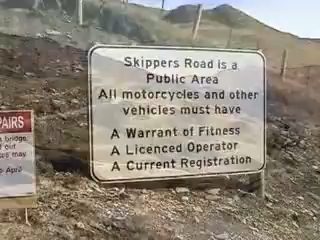 Skippers Road is a
Public Area
All motorcycles and other
vehicles must have
A Warrant of Fitness
A Licenced Operator
A Current Registration
PAIRS
bridge
out
may
April